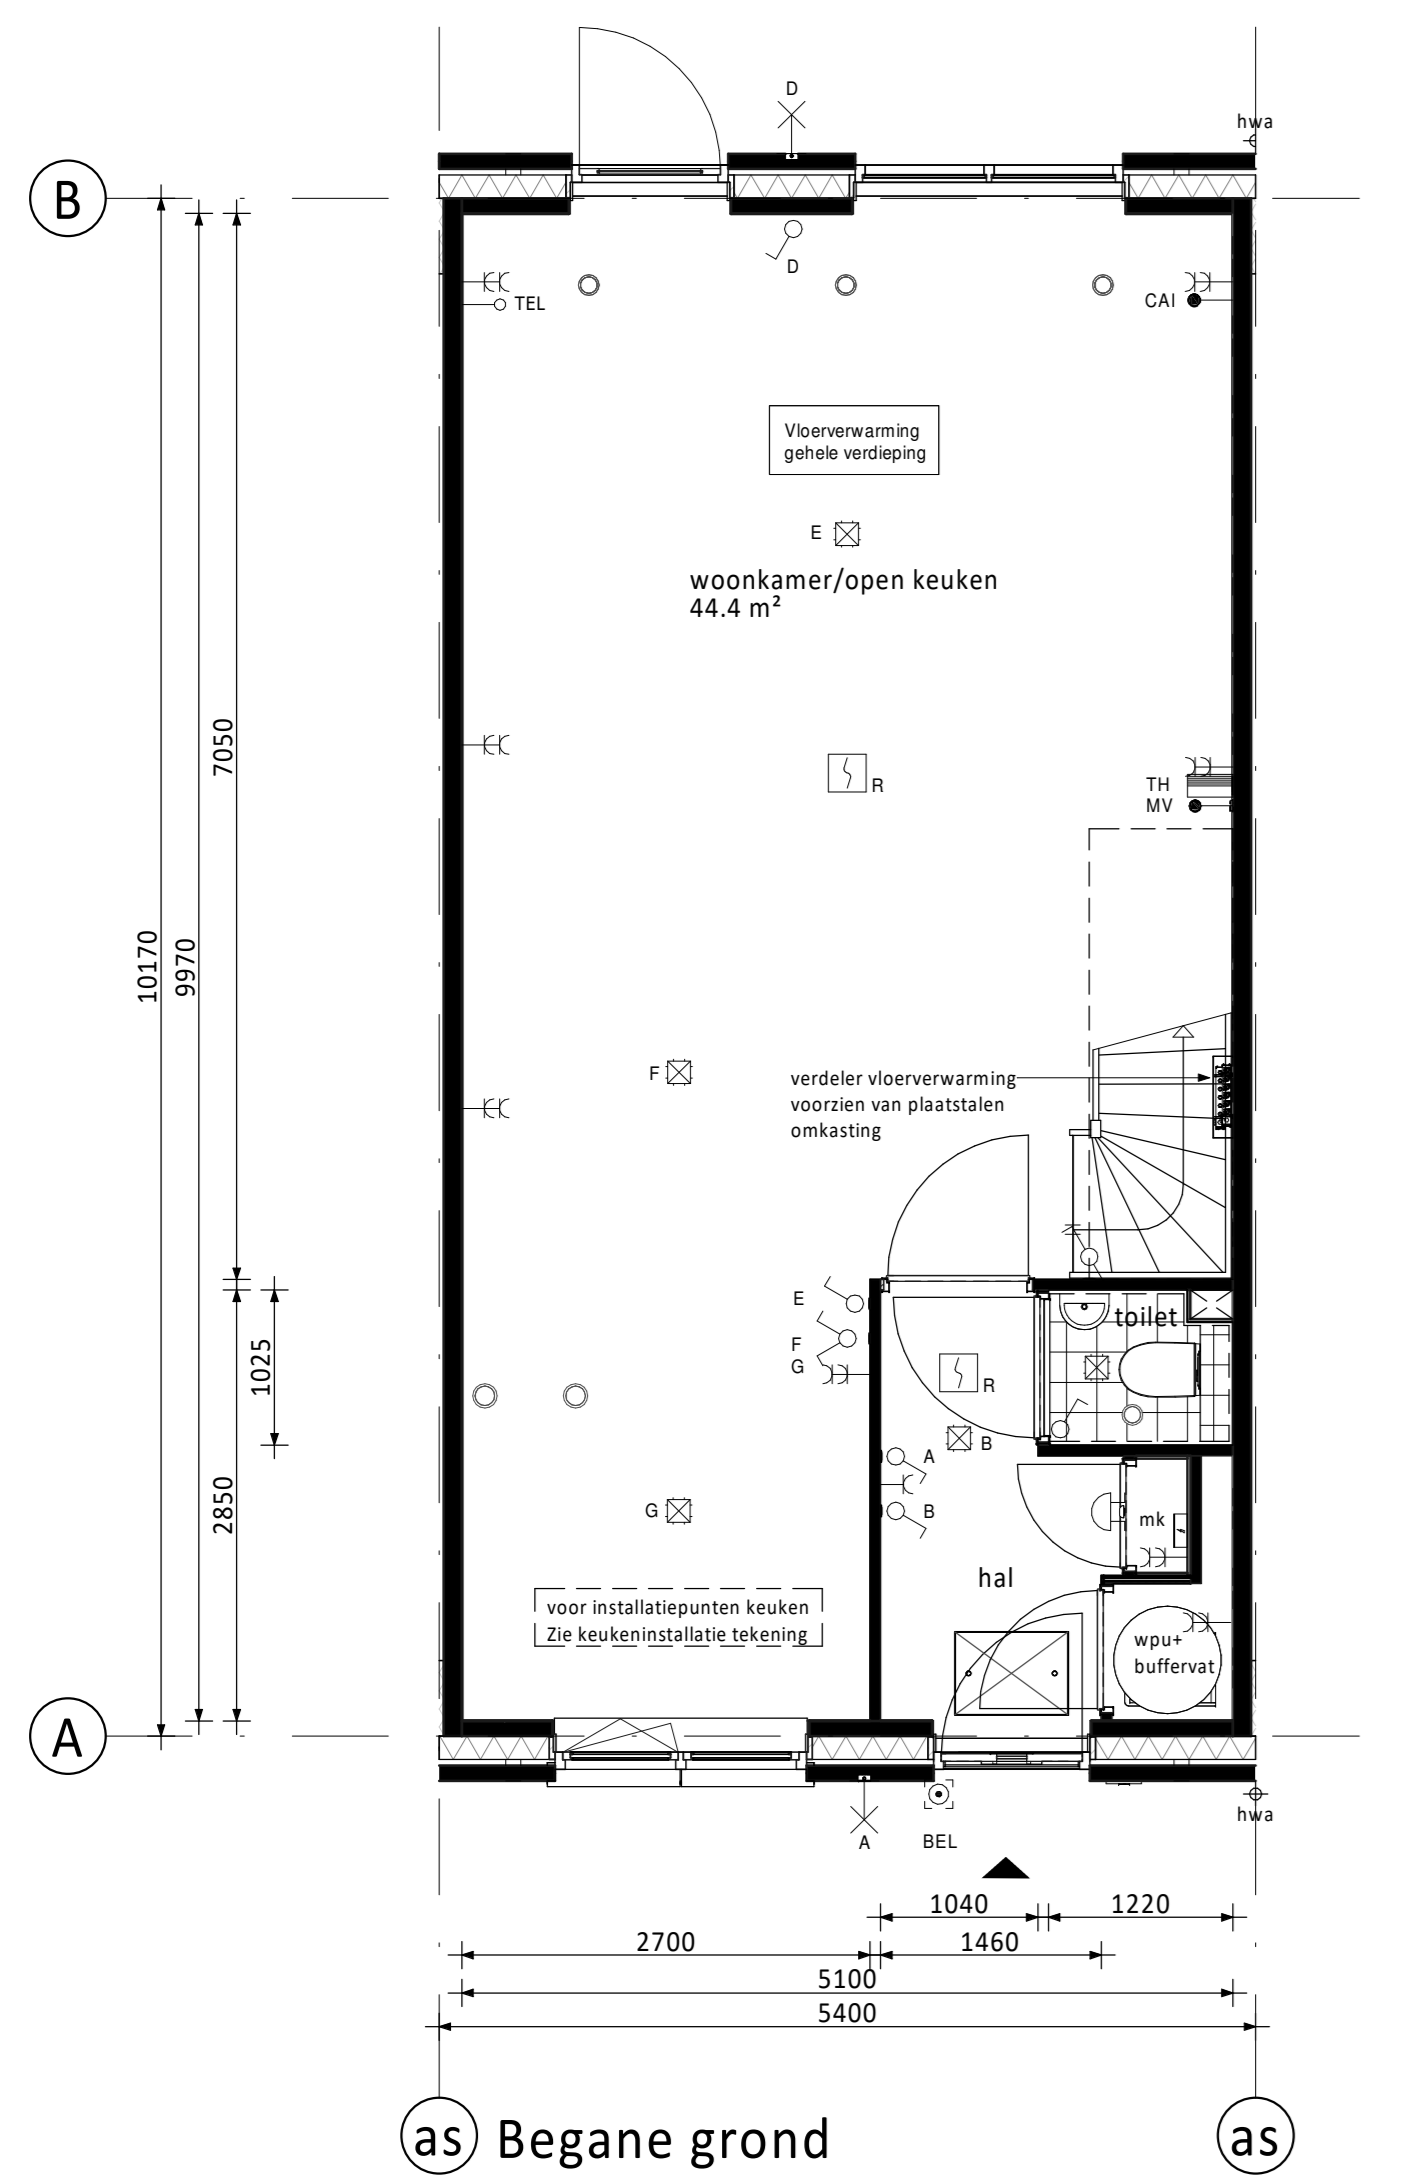 D
hwa
B
D
TEL
CAI
Vloerverwarming
gehele verdieping
E
woonkamer/open keuken
44.4 m²
7050
R
TH
MV
10170
9970
F
verdeler vloerverwarming
voorzien van plaatstalen
omkasting
E
F
G
toilet
1025
R
B
A
B
2850
G
mk
hal
voor installatiepunten keuken
Zie keukeninstallatie tekening
wpu+
buffervat
A
hwa
A
BEL
1040
1220
2700
1460
5100
5400
as
Begane grond
as